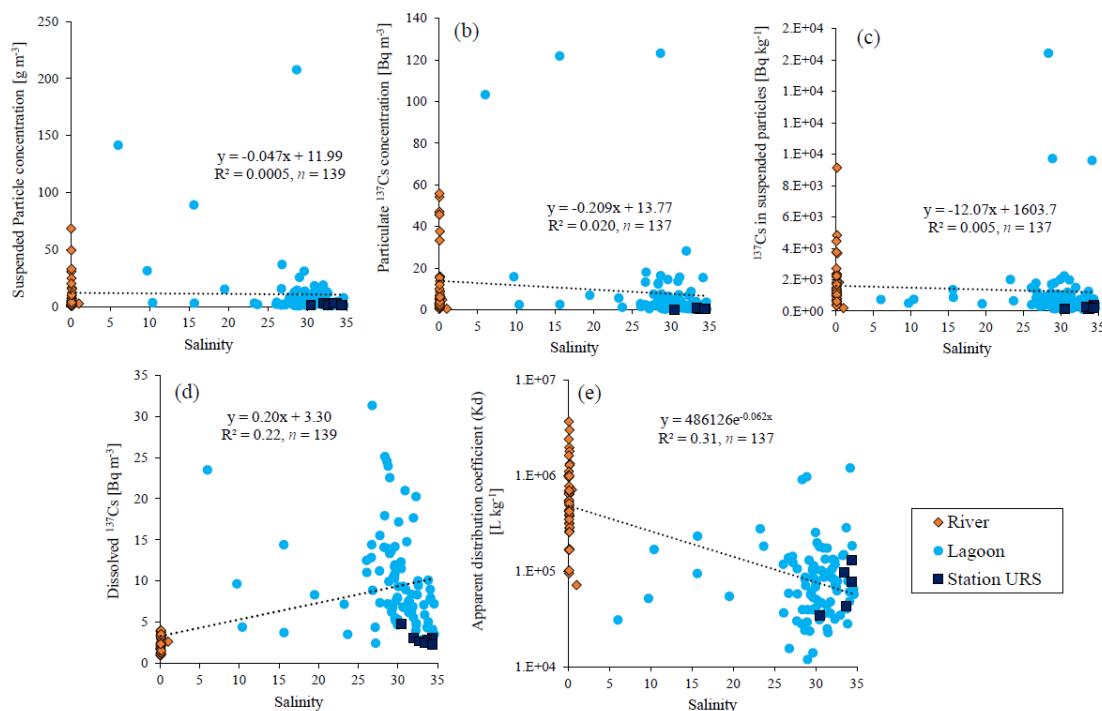 Suspended Particle concentration [g m⁻³]
250
200
150
100
50
0
y = -0.047x + 11.99
R² = 0.0005, n = 139
0 5 10 15 20 25 30 35
Salinity
(b)
Particulate ¹³⁷Cs concentration [Bq m⁻³]
140
120
100
80
60
40
20
0
y = -0.209x + 13.77
R² = 0.020, n = 137
0 5 10 15 20 25 30 35
Salinity
(c)
¹³⁷Cs in suspended particles [Bq kg⁻¹]
2.E+04
2.E+04
1.E+04
1.E+04
1.E+04
8.E+03
6.E+03
4.E+03
2.E+03
0.E+00
y = -12.07x + 1603.7
R² = 0.005, n = 137
0 5 10 15 20 25 30 35
Salinity
(d)
Dissolved ¹³⁷Cs [Bq m⁻³]
35
30
25
20
15
10
5
0
y = 0.20x + 3.30
R² = 0.22, n = 139
0 5 10 15 20 25 30 35
Salinity
(e)
Apparent distribution coefficient (Kd)
[L kg⁻¹]
1.E+07
1.E+06
1.E+05
1.E+04
y = 486126e⁻⁰·⁰⁶²ˣ
R² = 0.31, n = 137
0 5 10 15 20 25 30 35
Salinity
River
Lagoon
Station URS